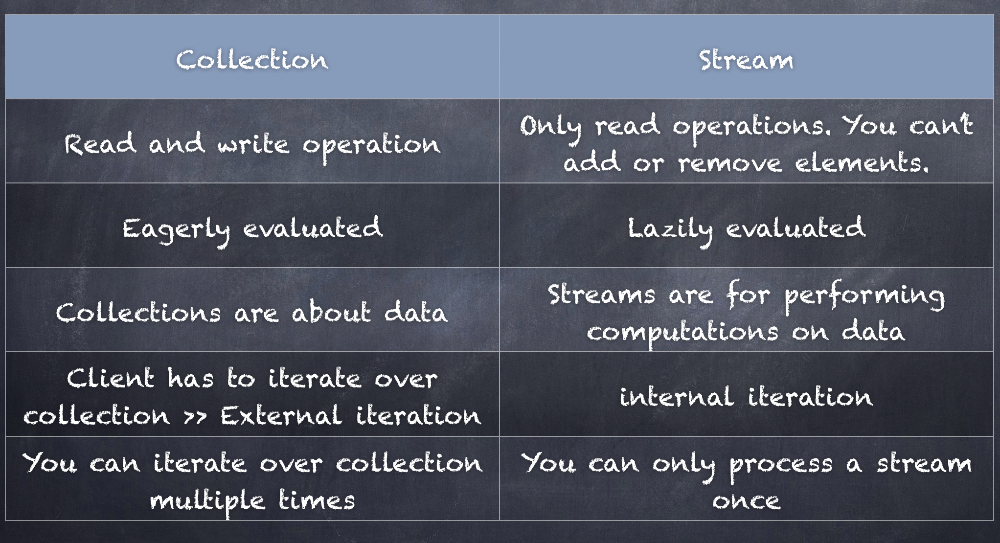 Collection
Stream
Read and write operation
Only read operations. You can't
add or remove elements.
Eagerly evaluated
Lazily evaluated
Collections are about data
Streams are for performing
computations on data
Client has to iterate over
collection >> External iteration
internal iteration
You can iterate over collection
multiple times
You can only process a stream
once